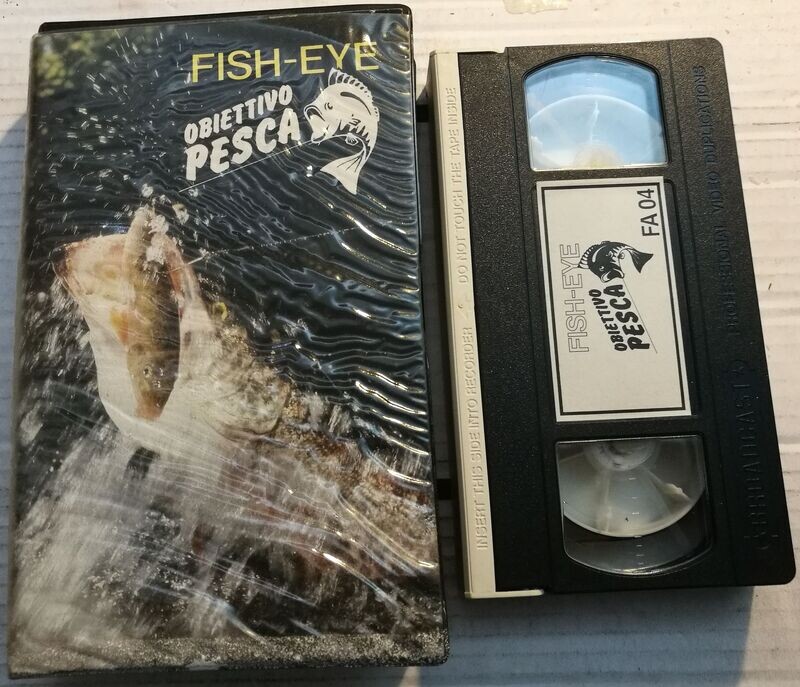 FISH-EYE
OBIETTIVO
PESCA
INSERT THIS SIDE INTO RECORDER
DO NOT TOUCH THE TAPE INSIDE
FISH-EYE
OBIETTIVO
PESCA
FA 04
PROFESSIONAL VIDEO DUPLICATIONS